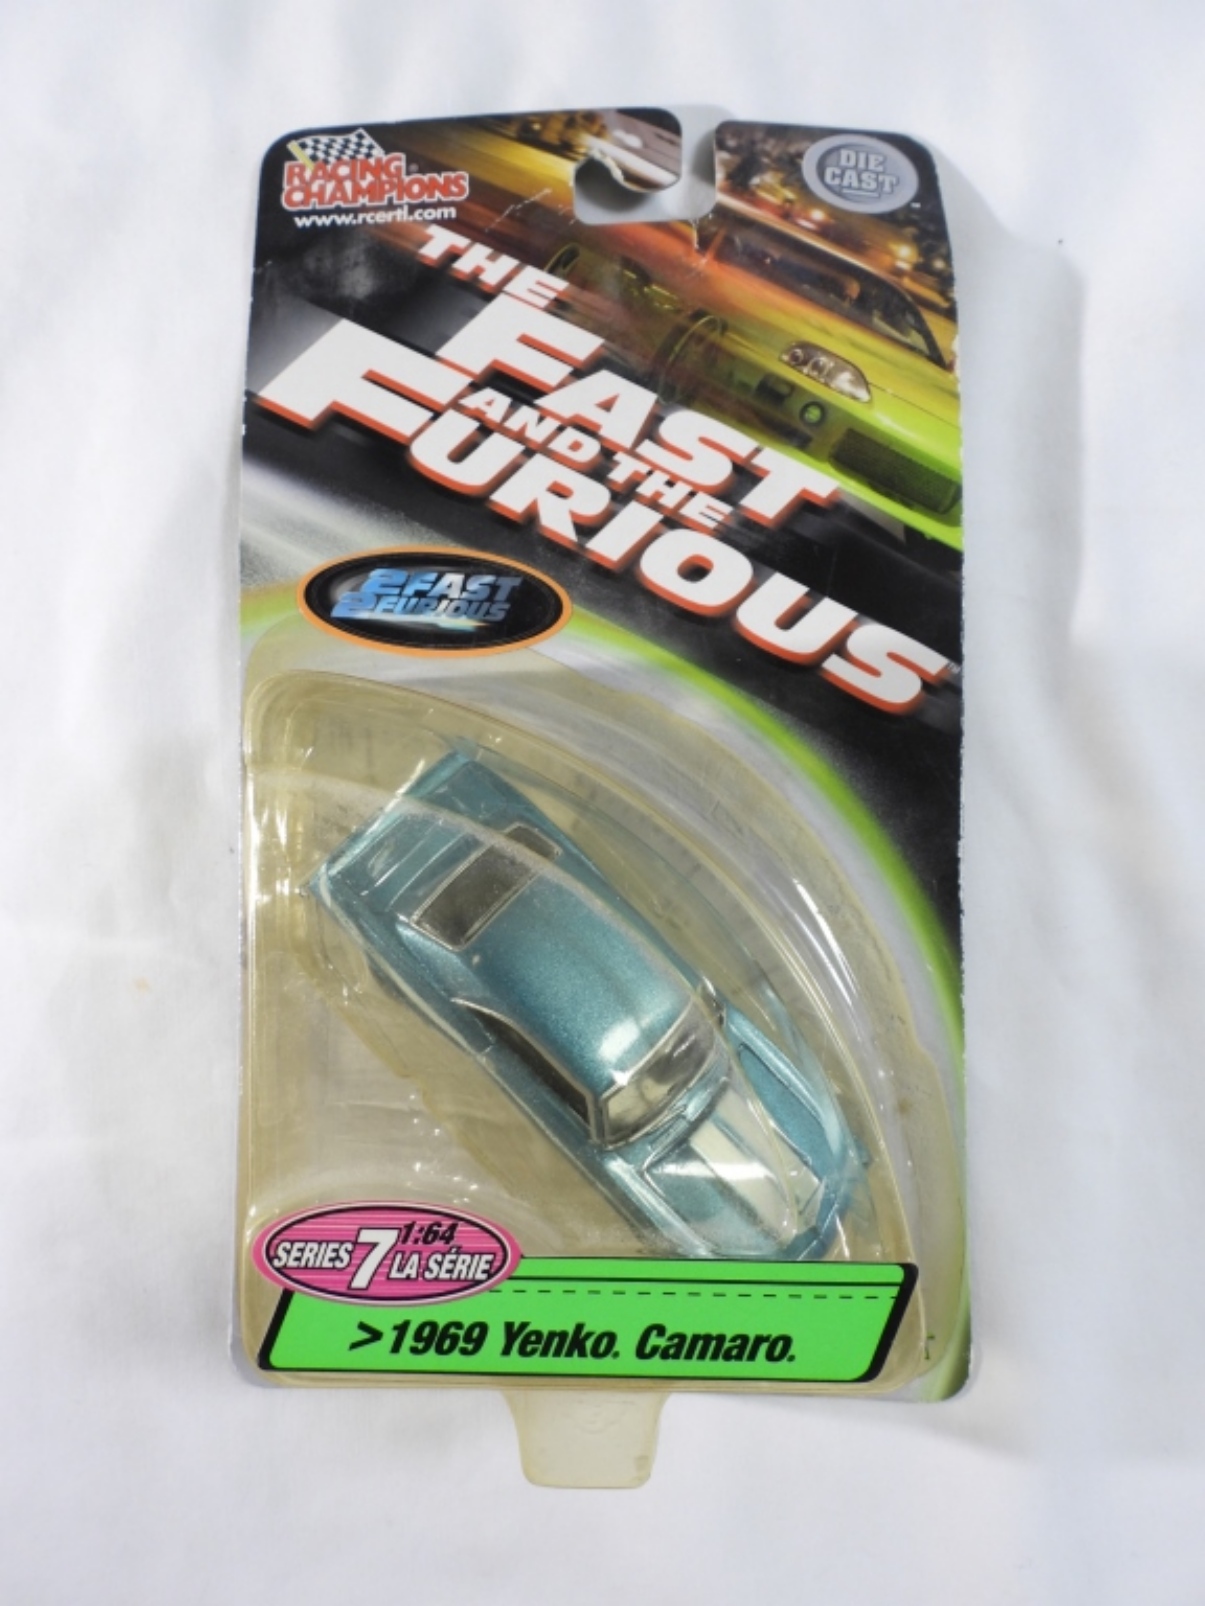 RACING
CHAMPIONS
www.rcertl.com
DIE
CAST
THE
FAST
AND THE
FURIOUS
2 FAST
2 FURIOUS
1:64
SERIES 7 LA SÉRIE
>1969 Yenko. Camaro.